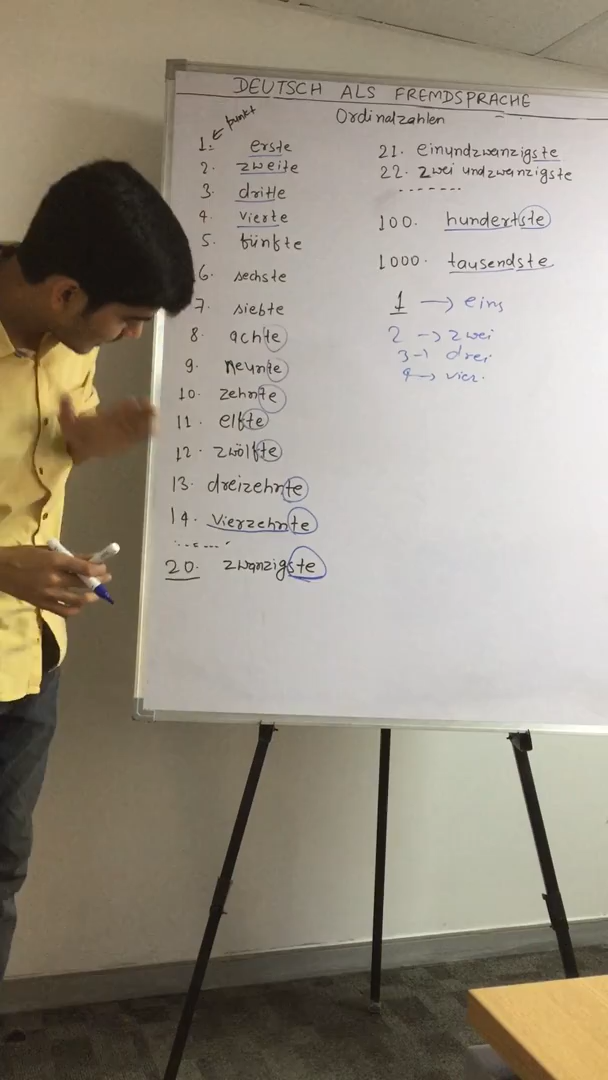 DEUTSCH ALS FREMDSPRACHE
Ordinalzahlen
punkt
1. erste
2. zweite
3. dritte
4. vierte
5. fünfte
6. sechste
7. siebte
8. achte
9. neunte
10. zehnte
11. elfte
12. zwölfte
13. dreizehnte
14. vierzehnte
......
20. zwanzigste
21. einundzwanzigste
22. zwei undzwanzigste
.......
100. hundertste
1000. tausendste
1 → eins
2 → zwei
3 → drei
4 → vier.